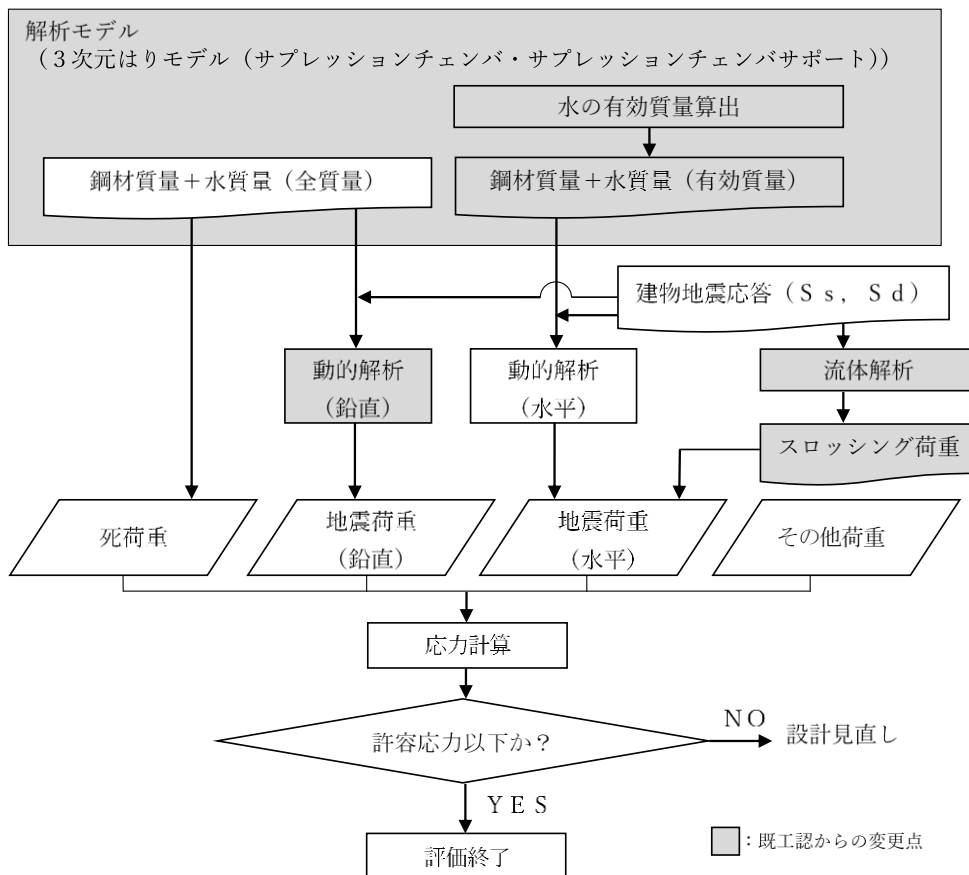 解析モデル
(3次元はりモデル(サプレッションチェンバ・サプレッションチェンバサポート))
水の有効質量算出
鋼材質量+水質量(全質量)
鋼材質量+水質量(有効質量)
建物地震応答(Ss, Sd)
動的解析
(鉛直)
動的解析
(水平)
流体解析
スロッシング荷重
死荷重
地震荷重
(鉛直)
地震荷重
(水平)
その他荷重
応力計算
許容応力以下か?
NO
設計見直し
YES
評価終了
:既工認からの変更点